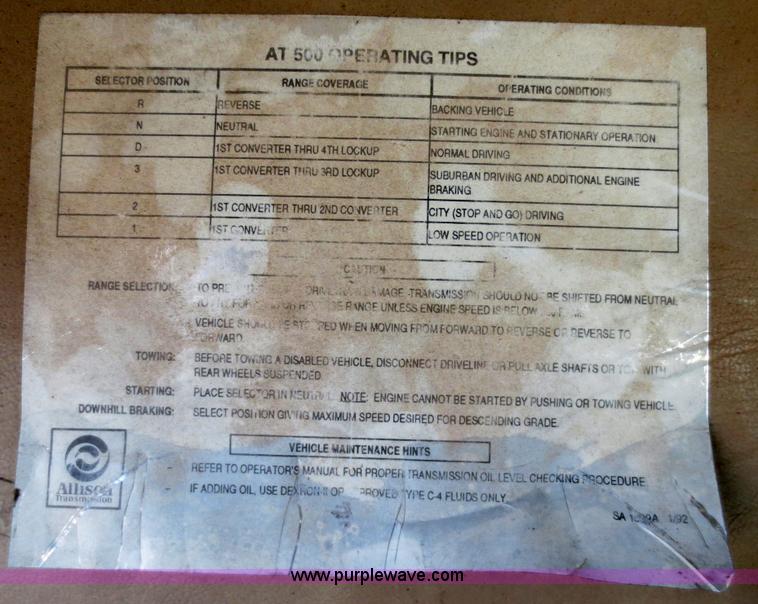 AT 500 OPERATING TIPS
SELECTOR POSITION RANGE COVERAGE OPERATING CONDITIONS
R REVERSE BACKING VEHICLE
N NEUTRAL STARTING ENGINE AND STATIONARY OPERATION
D 1ST CONVERTER THRU 4TH LOCKUP NORMAL DRIVING
3 1ST CONVERTER THRU 3RD LOCKUP SUBURBAN DRIVING AND ADDITIONAL ENGINE
BRAKING
2 1ST CONVERTER THRU 2ND CONVERTER CITY (STOP AND GO) DRIVING
1 1ST CONVERTER LOW SPEED OPERATION
CAUTION
RANGE SELECTION: TO DAMAGE TRANSMISSION SHOULD NOT BE SHIFTED FROM NEUTRAL
RANGE UNLESS ENGINE SPEED IS BELOW
VEHICLE SHOULD BE STOPPED WHEN MOVING FROM FORWARD TO REVERSE OR REVERSE TO
FORWARD.
TOWING: BEFORE TOWING A DISABLED VEHICLE, DISCONNECT DRIVELINE OR PULL AXLE SHAFTS OR TOW WITH
REAR WHEELS SUSPENDED.
STARTING: PLACE SELECTOR IN NEUTRAL. NOTE: ENGINE CANNOT BE STARTED BY PUSHING OR TOWING VEHICLE.
DOWNHILL BRAKING: SELECT POSITION GIVING MAXIMUM SPEED DESIRED FOR DESCENDING GRADE.
VEHICLE MAINTENANCE HINTS
REFER TO OPERATOR'S MANUAL FOR PROPER TRANSMISSION OIL LEVEL CHECKING PROCEDURE.
IF ADDING OIL, USE DEXRON-II OR APPROVED TYPE C-4 FLUIDS ONLY.
Allison
Transmission
SA 1/92
www.purplewave.com